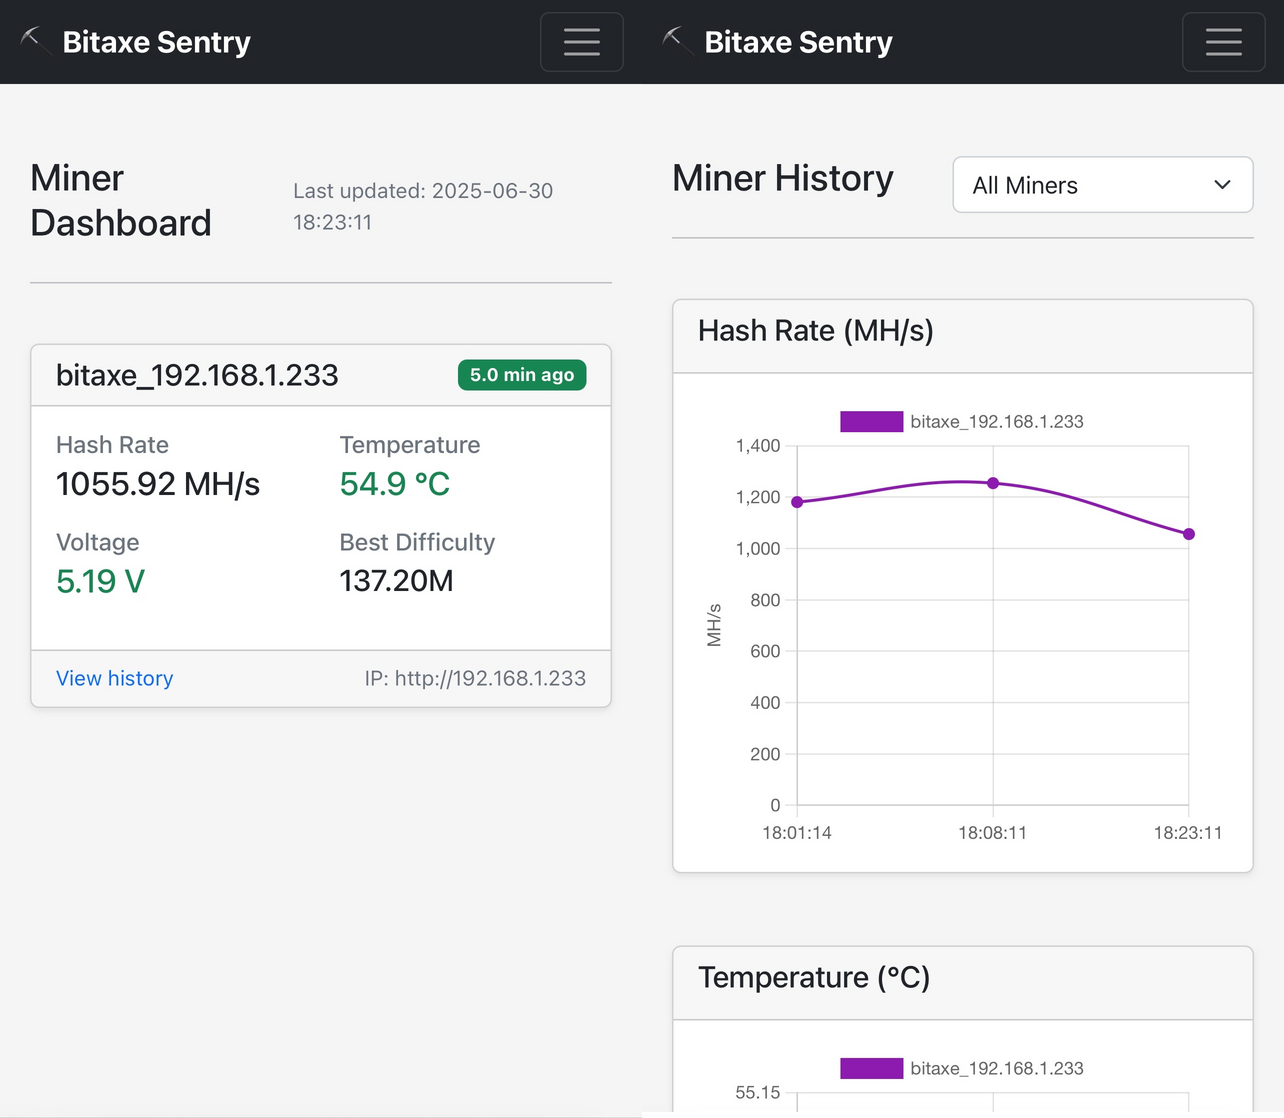 Bitaxe Sentry
Miner
Dashboard
Last updated: 2025-06-30
18:23:11
bitaxe_192.168.1.233
5.0 min ago
Hash Rate
1055.92 MH/s
Temperature
54.9 °C
Voltage
5.19 V
Best Difficulty
137.20M
View history
IP: http://192.168.1.233
Bitaxe Sentry
Miner History
All Miners
Hash Rate (MH/s)
bitaxe_192.168.1.233
1,400
1,200
1,000
800
600
400
200
0
MH/s
18:01:14
18:08:11
18:23:11
Temperature (°C)
bitaxe_192.168.1.233
55.15